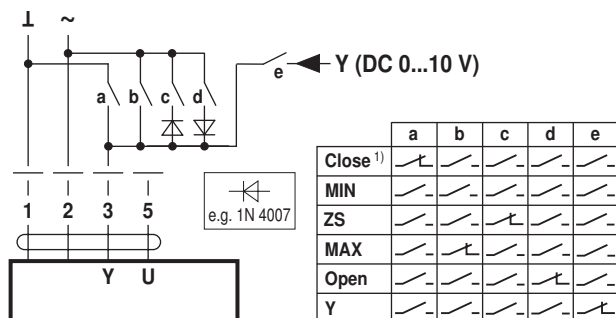 ⊥ ~
e Y (DC 0...10 V)
a b c d
1 2 3 5
e.g. 1N 4007
Y U
a b c d e
Close 1)
MIN
ZS
MAX
Open
Y